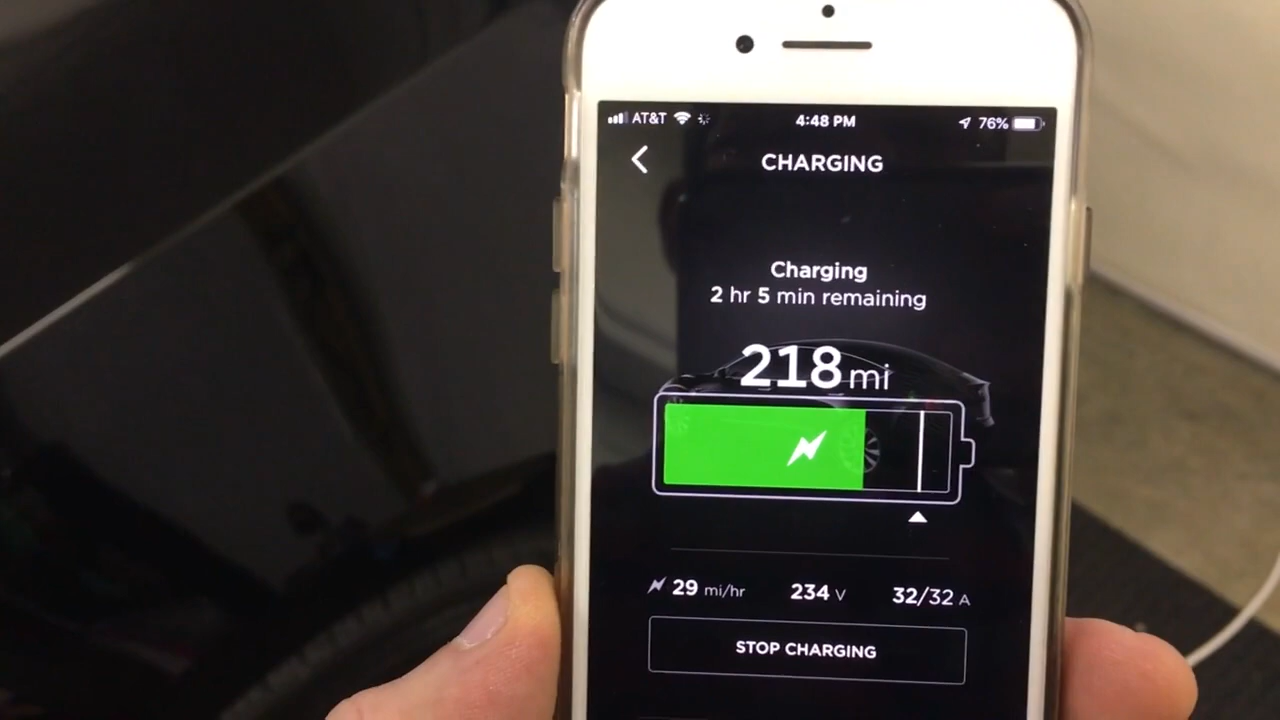 AT&T 4:48 PM 76%
CHARGING
Charging
2 hr 5 min remaining
218 mi
29 mi/hr 234 V 32/32 A
STOP CHARGING